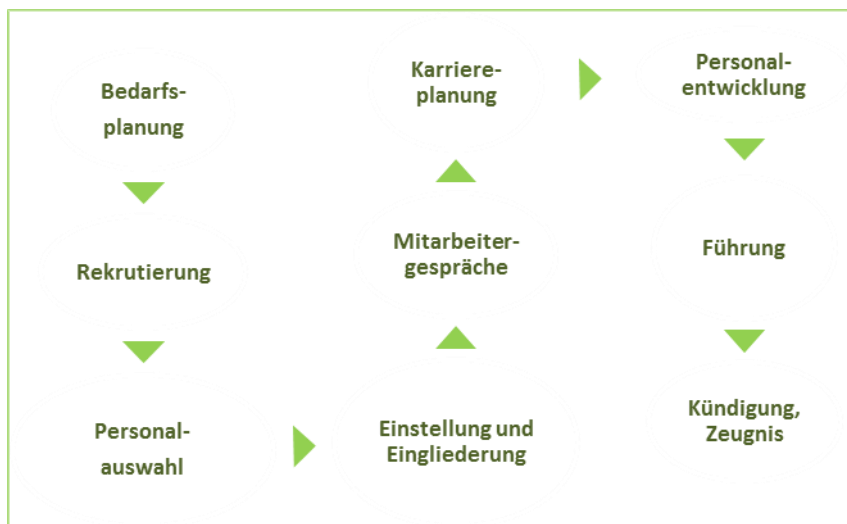 Bedarfs-
planung
Rekrutierung
Personal-
auswahl
Einstellung und
Eingliederung
Mitarbeiter-
gespräche
Karriere-
planung
Personal-
entwicklung
Führung
Kündigung,
Zeugnis